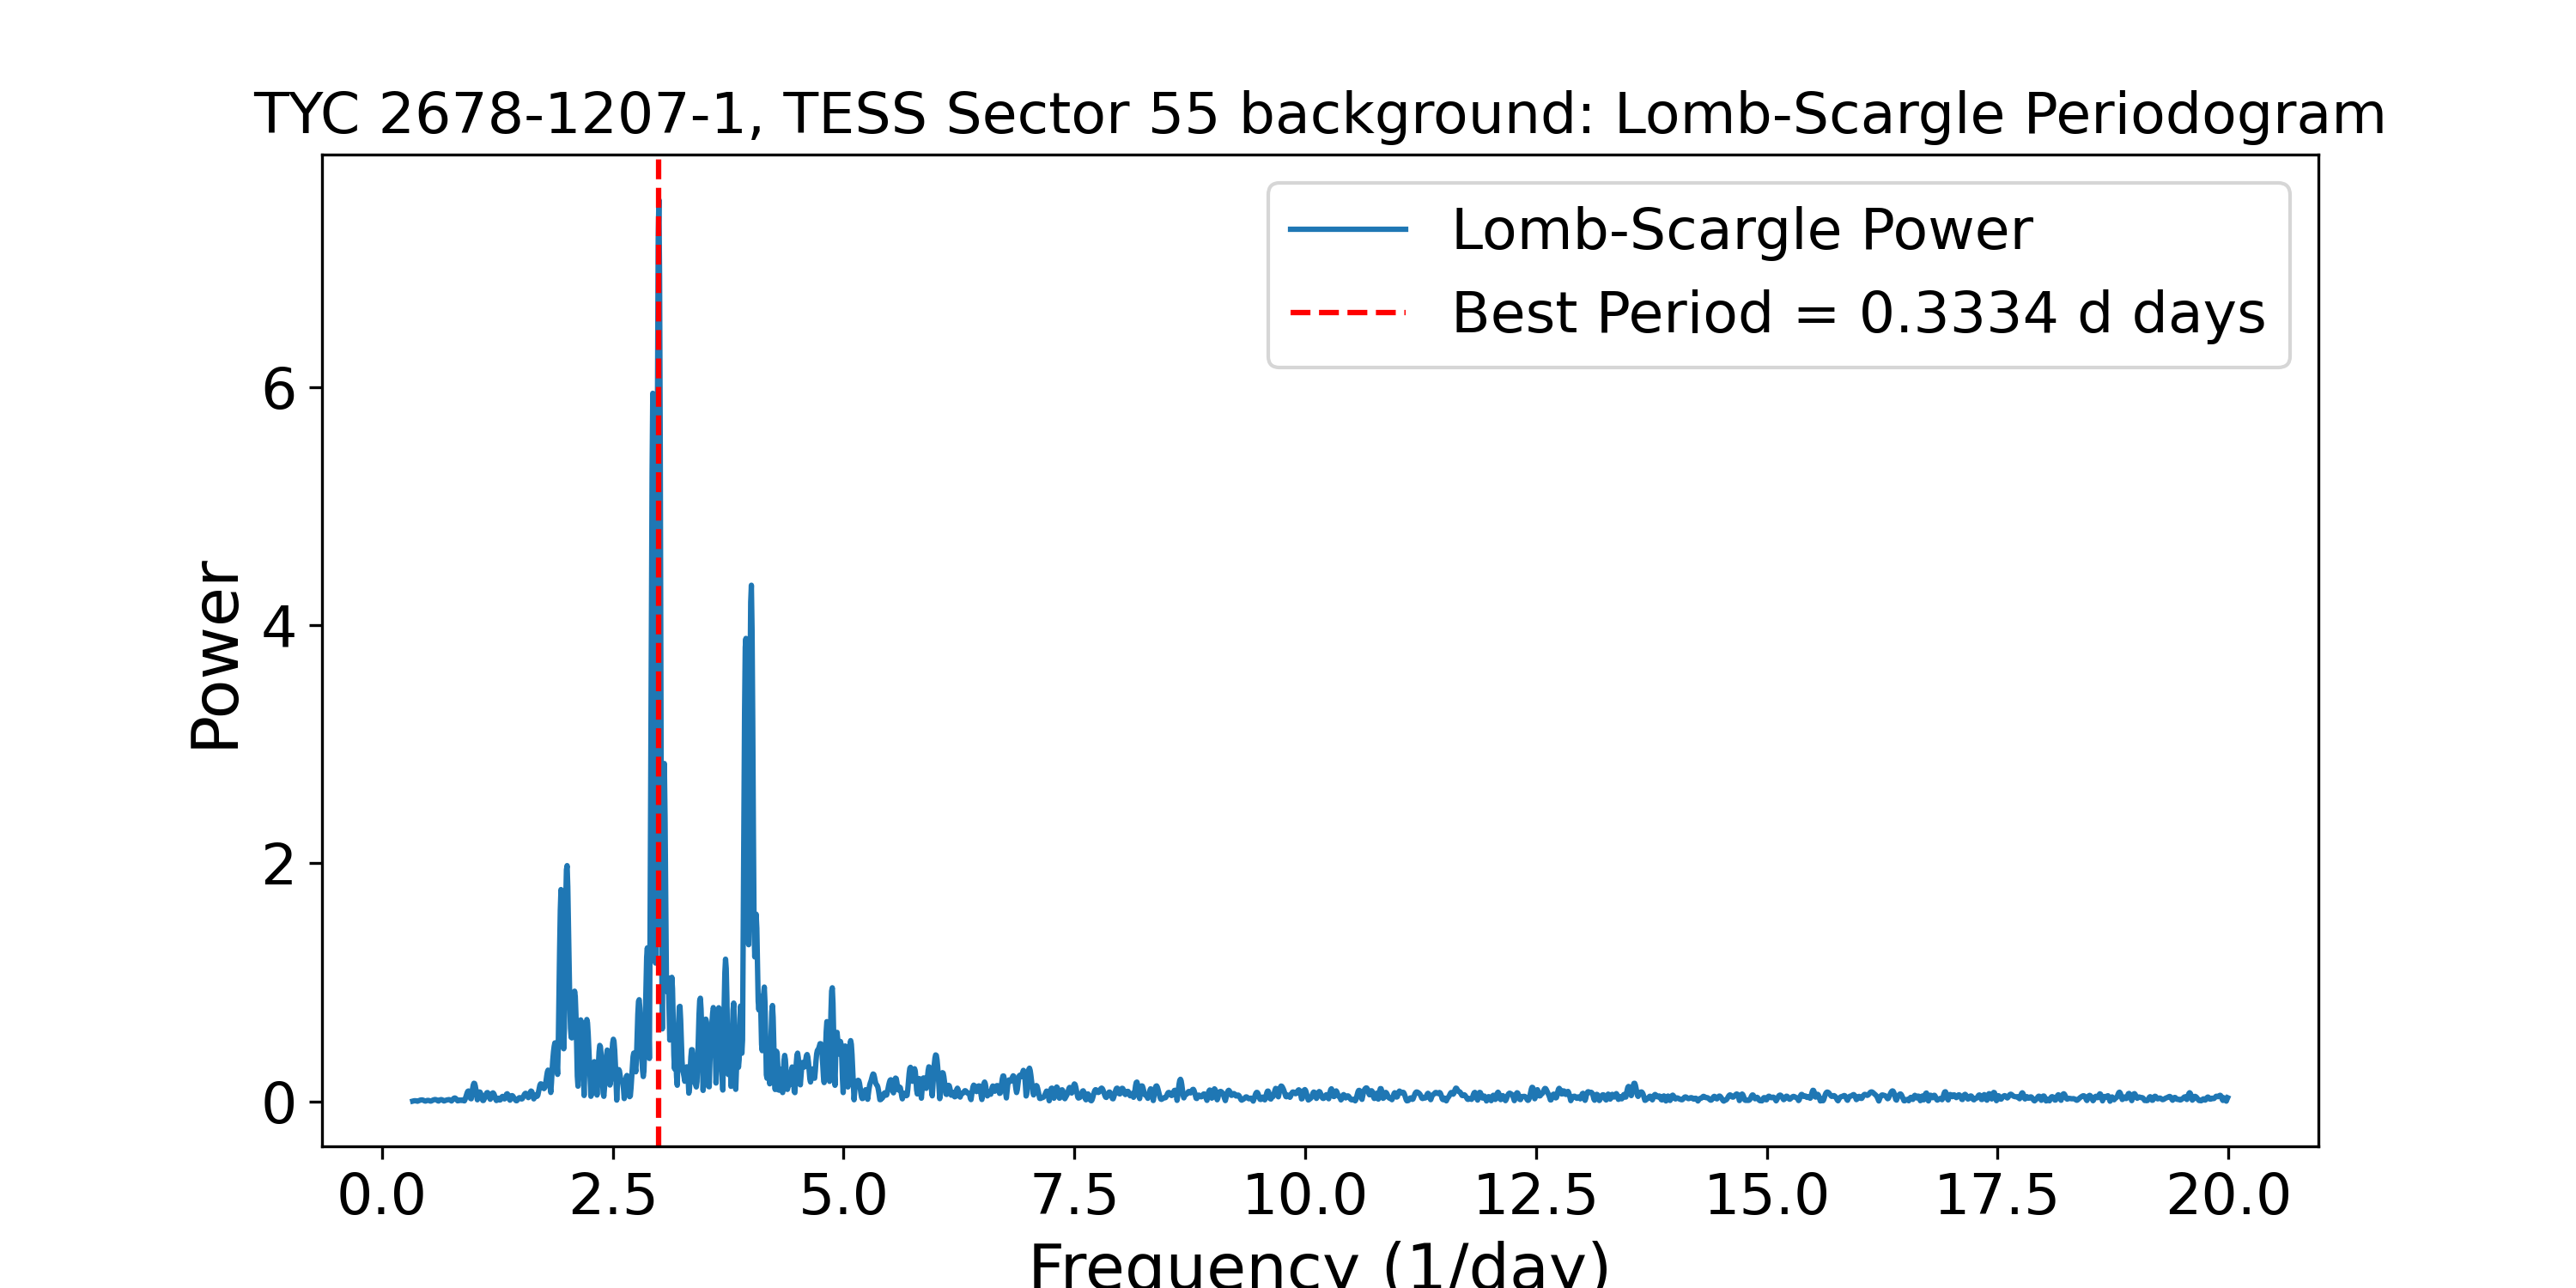 TYC 2678-1207-1, TESS Sector 55 background: Lomb-Scargle Periodogram
Lomb-Scargle Power
Best Period = 0.3334 d days
Power
6
4
2
0
0.0 2.5 5.0 7.5 10.0 12.5 15.0 17.5 20.0
Frequency (1/day)